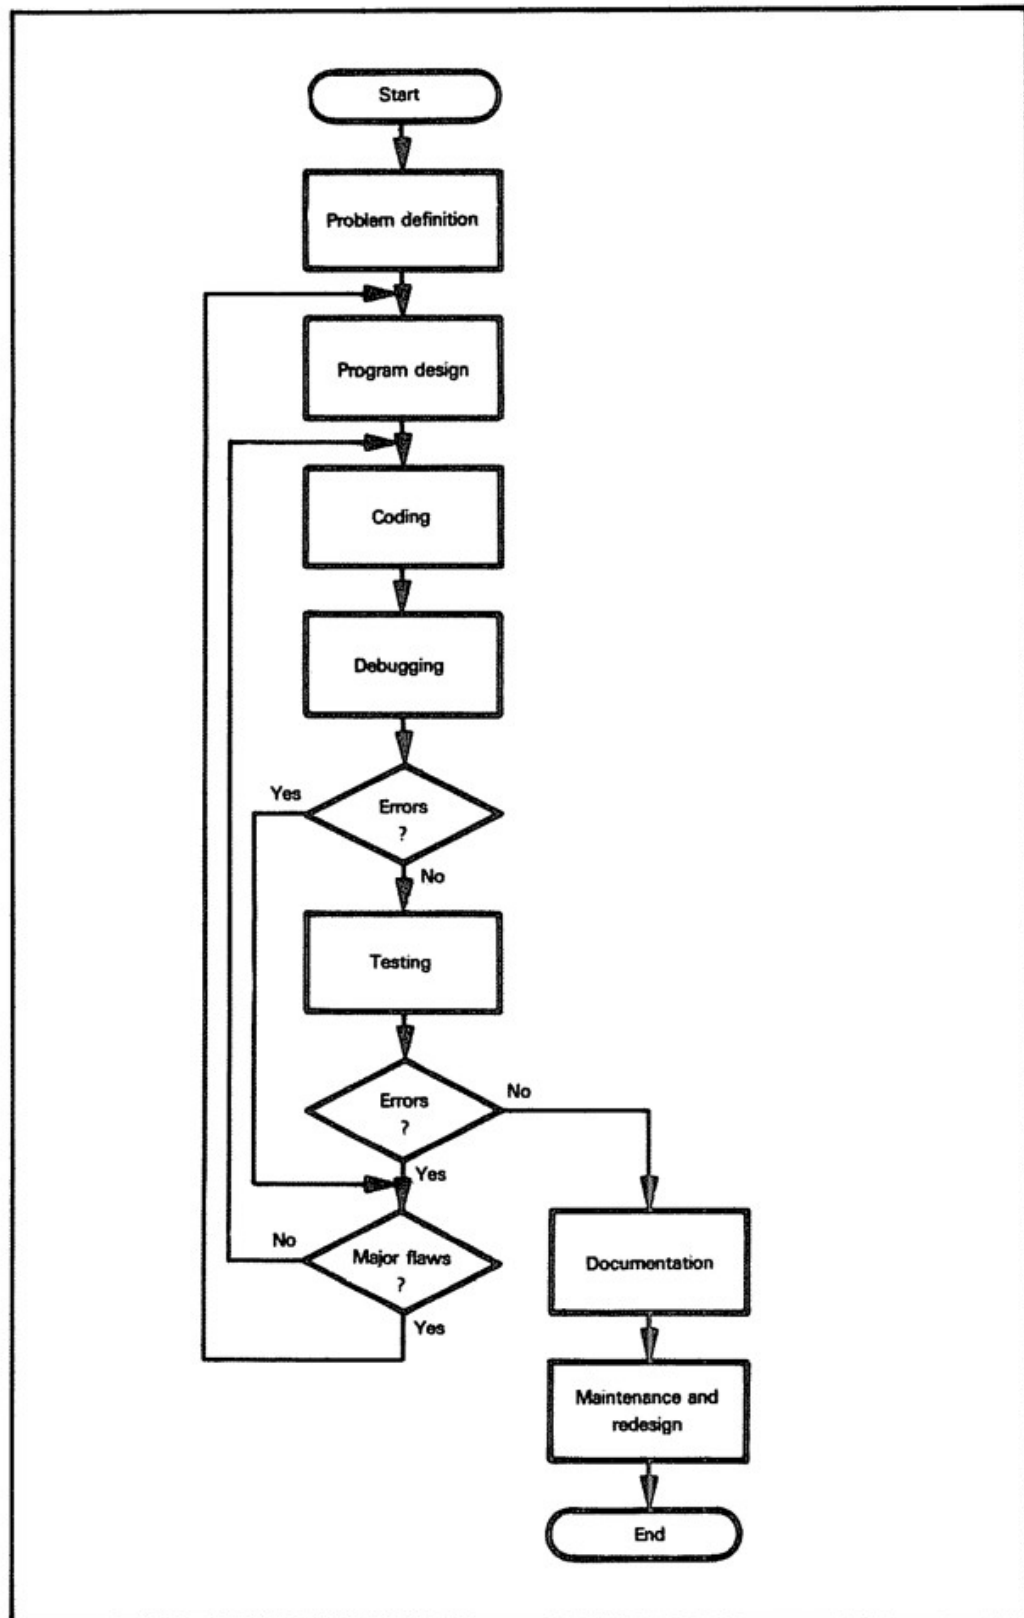 Start
Problem definition
Program design
Coding
Debugging
Yes
Errors
?
No
Testing
Errors
?
No
Yes
No
Major flaws
?
Yes
Documentation
Maintenance and
redesign
End